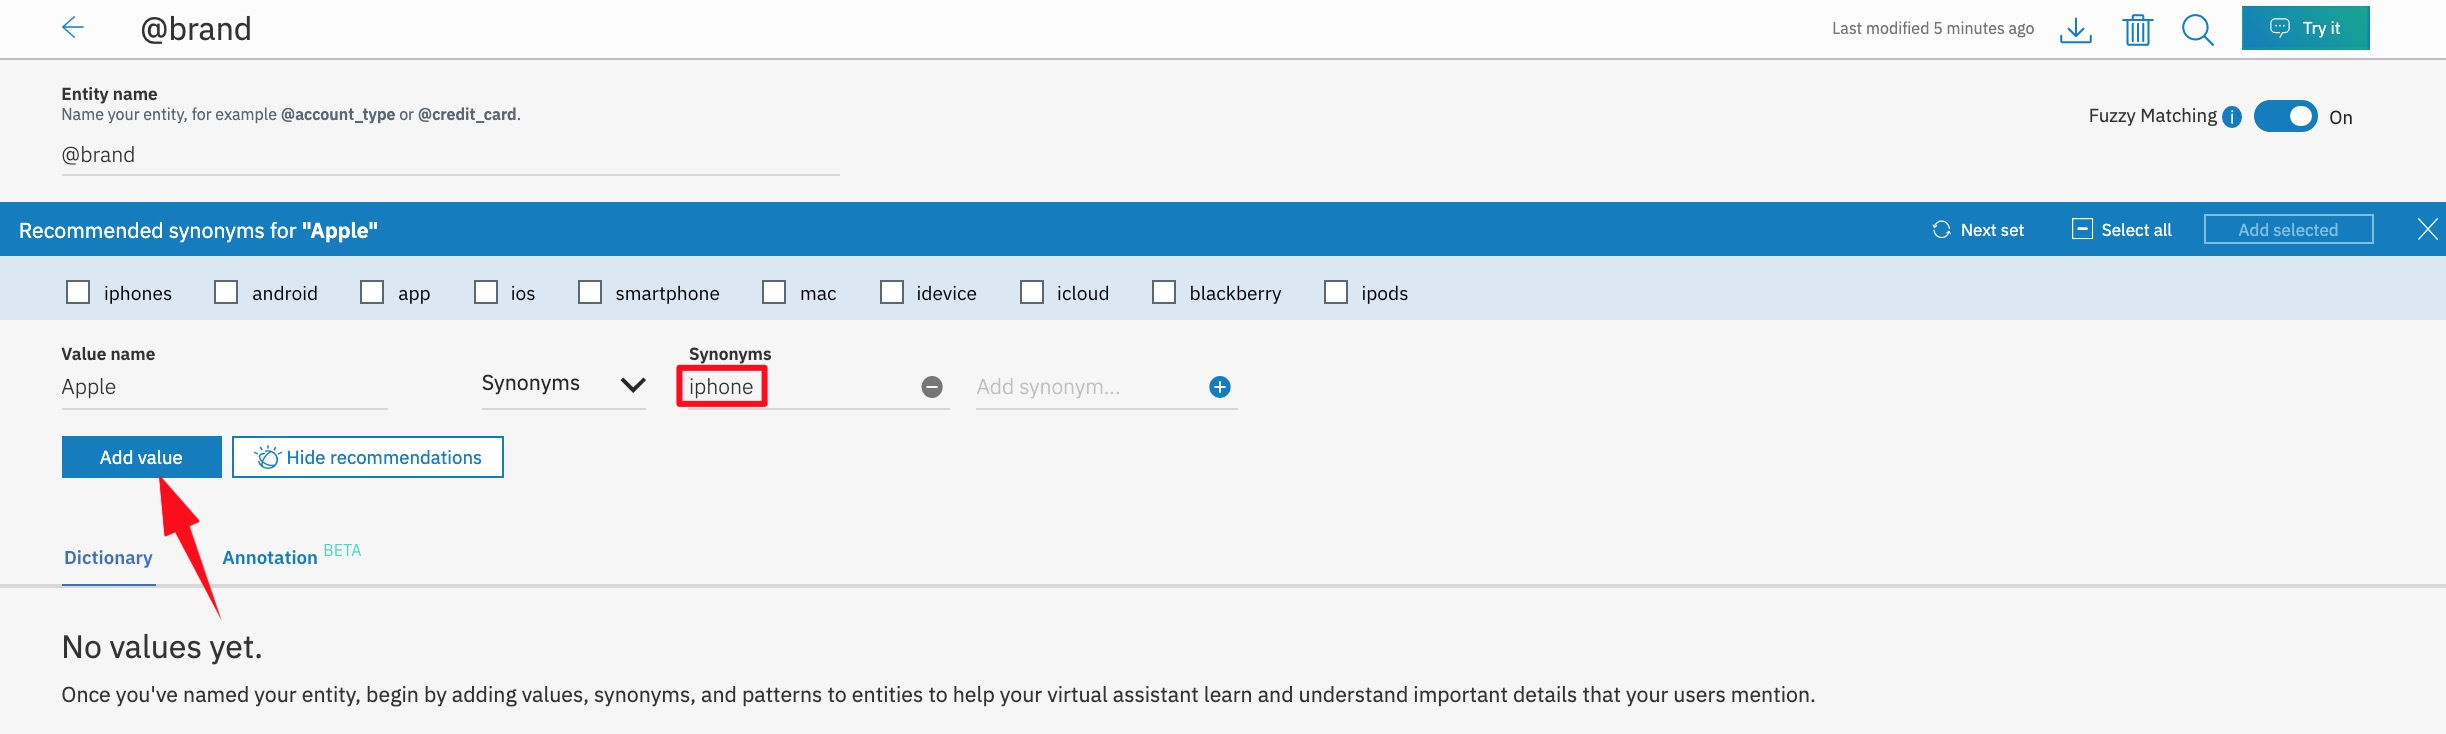 @brand
Last modified 5 minutes ago
Try it
Entity name
Name your entity, for example @account_type or @credit_card.
@brand
Fuzzy Matching i On
Recommended synonyms for "Apple"
Next set Select all Add selected
iphones android app ios smartphone mac idevice icloud blackberry ipods
Value name Synonyms
Apple Synonyms iphone Add synonym...
Add value Hide recommendations
Dictionary Annotation BETA
No values yet.
Once you've named your entity, begin by adding values, synonyms, and patterns to entities to help your virtual assistant learn and understand important details that your users mention.